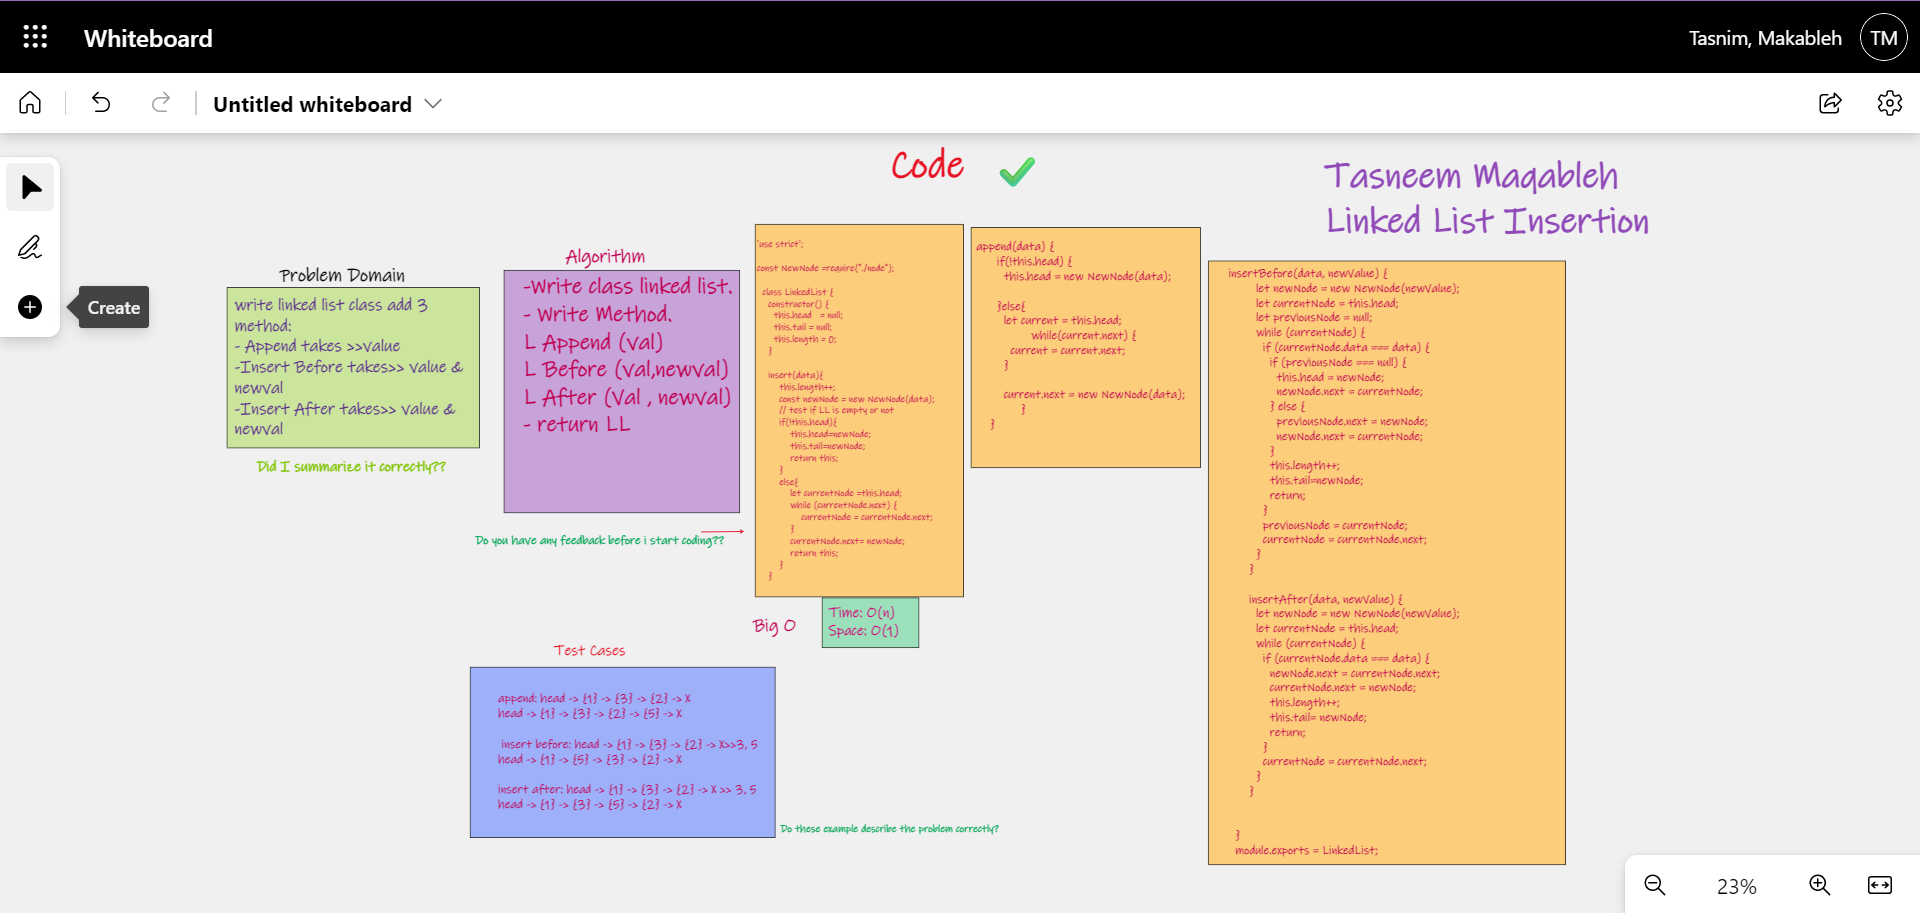 Whiteboard
Tasnim, Makableh
TM
Untitled whiteboard
Create
Code
Tasneem Maqableh
Linked List Insertion
Problem Domain
write linked list class add 3
method:
- Append takes >>value
-Insert Before takes>> value &
newval
-Insert After takes>> value &
newval
Did I summarize it correctly??
Algorithm
-Write class linked list.
- Write Method.
L Append (val)
L Before (val,newval)
L After (val , newval)
- return LL
Do you have any feedback before i start coding??
'use strict';
const NewNode =require("./node");
class LinkedList {
constructor() {
this.head = null;
this.tail = null;
this.length = 0;
}
insert(data){
this.length++;
const newNode = new NewNode(data);
// test if LL is empty or not
if(!this.head){
this.head=newNode;
this.tail=newNode;
return this;
}
else{
let currentNode =this.head;
while (currentNode.next) {
currentNode = currentNode.next;
}
currentNode.next= newNode;
return this;
}
}
append(data) {
if(!this.head) {
this.head = new NewNode(data);
}else{
let current = this.head;
while(current.next) {
current = current.next;
}
current.next = new NewNode(data);
}
}
insertBefore(data, newValue) {
let newNode = new NewNode(newValue);
let currentNode = this.head;
let previousNode = null;
while (currentNode) {
if (currentNode.data === data) {
if (previousNode === null) {
this.head = newNode;
newNode.next = currentNode;
} else {
previousNode.next = newNode;
newNode.next = currentNode;
}
this.length++;
this.tail=newNode;
return;
}
previousNode = currentNode;
currentNode = currentNode.next;
}
}
insertAfter(data, newValue) {
let newNode = new NewNode(newValue);
let currentNode = this.head;
while (currentNode) {
if (currentNode.data === data) {
newNode.next = currentNode.next;
currentNode.next = newNode;
this.length++;
this.tail= newNode;
return;
}
currentNode = currentNode.next;
}
}
}
module.exports = LinkedList;
Big O
Time: O(n)
Space: O(1)
Test Cases
append: head -> {1} -> {3} -> {2} -> X
head -> {1} -> {3} -> {2} -> {5} -> X
insert before: head -> {1} -> {3} -> {2} -> X>>3, 5
head -> {1} -> {5} -> {3} -> {2} -> X
insert after: head -> {1} -> {3} -> {2} -> X >> 3, 5
head -> {1} -> {3} -> {5} -> {2} -> X
Do these example describe the problem correctly?
23%